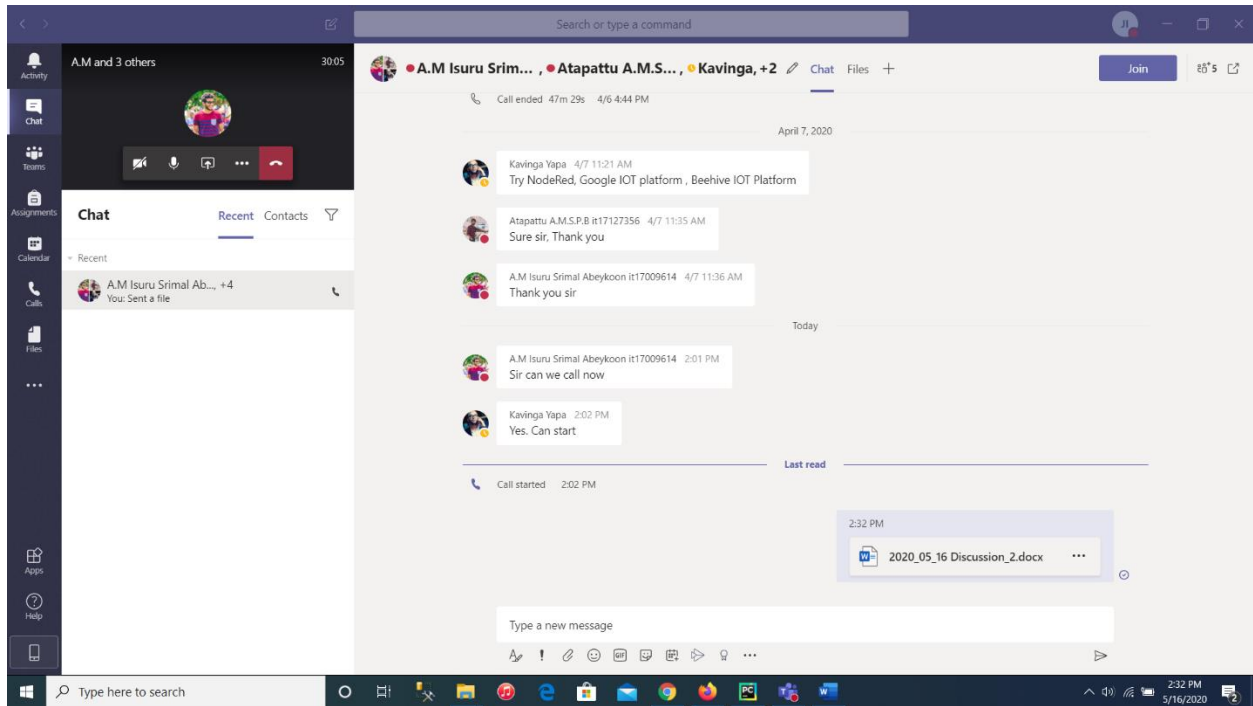 Search or type a command
JI
Activity
Chat
Teams
Assignments
Calendar
Calls
Files
Apps
Help
A.M and 3 others 30:05
Chat Recent Contacts
Recent
A.M Isuru Srimal Ab..., +4
You: Sent a file
A.M Isuru Srim... , Atapattu A.M.S... , Kavinga, +2 Chat Files
Join
5
Call ended 47m 29s 4/6 4:44 PM
April 7, 2020
Kavinga Yapa 4/7 11:21 AM
Try NodeRed, Google IOT platform , Beehive IOT Platform
Atapattu A.M.S.P.B it17127356 4/7 11:35 AM
Sure sir, Thank you
A.M Isuru Srimal Abeykoon it17009614 4/7 11:36 AM
Thank you sir
Today
A.M Isuru Srimal Abeykoon it17009614 2:01 PM
Sir can we call now
Kavinga Yapa 2:02 PM
Yes. Can start
Last read
Call started 2:02 PM
2:32 PM
2020_05_16 Discussion_2.docx
Type a new message
GIF
Type here to search
PC
2:32 PM
5/16/2020
2